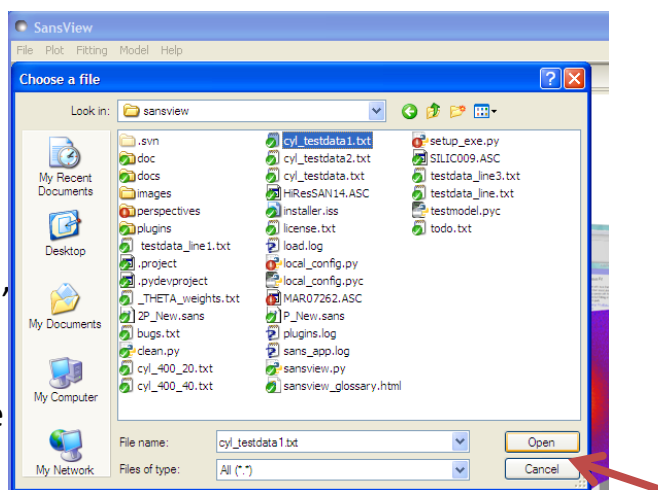 SansView
File Plot Fitting Model Help
Choose a file
Look in: sansview
My Recent Documents
Desktop
My Documents
My Computer
My Network
.svn
doc
docs
images
perspectives
plugins
testdata_line1.txt
.project
.pydevproject
_THETA_weights.txt
2P_New.sans
bugs.txt
clean.py
cyl_400_20.txt
cyl_400_40.txt
cyl_testdata1.txt
cyl_testdata2.txt
cyl_testdata.txt
HiResSAN14.ASC
installer.iss
license.txt
load.log
local_config.py
local_config.pyc
MAR07262.ASC
P_New.sans
plugins.log
sans_app.log
sansview.py
sansview_glossary.html
setup_exe.py
SILIC009.ASC
testdata_line3.txt
testdata_line.txt
testmodel.pyc
todo.txt
,
e
File name: cyl_testdata1.txt Open
Files of type: All (*.*) Cancel